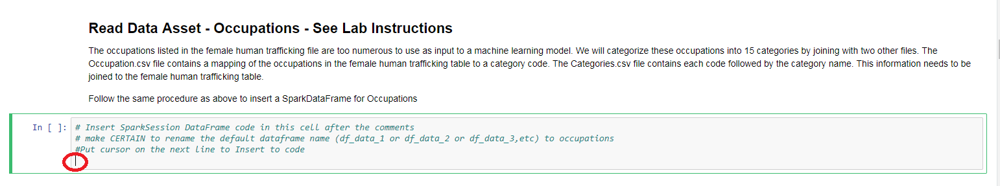 Read Data Asset - Occupations - See Lab Instructions
The occupations listed in the female human trafficking file are too numerous to use as input to a machine learning model. We will categorize these occupations into 15 categories by joining with two other files. The
Occupation.csv file contains a mapping of the occupations in the female human trafficking table to a category code. The Categories.csv file contains each code followed by the category name. This information needs to be
joined to the female human trafficking table.
Follow the same procedure as above to insert a SparkDataFrame for Occupations
In [ ]: # Insert SparkSession DataFrame code in this cell after the comments
# make CERTAIN to rename the default dataframe name (df_data_1 or df_data_2 or df_data_3,etc) to occupations
#Put cursor on the next line to Insert to code